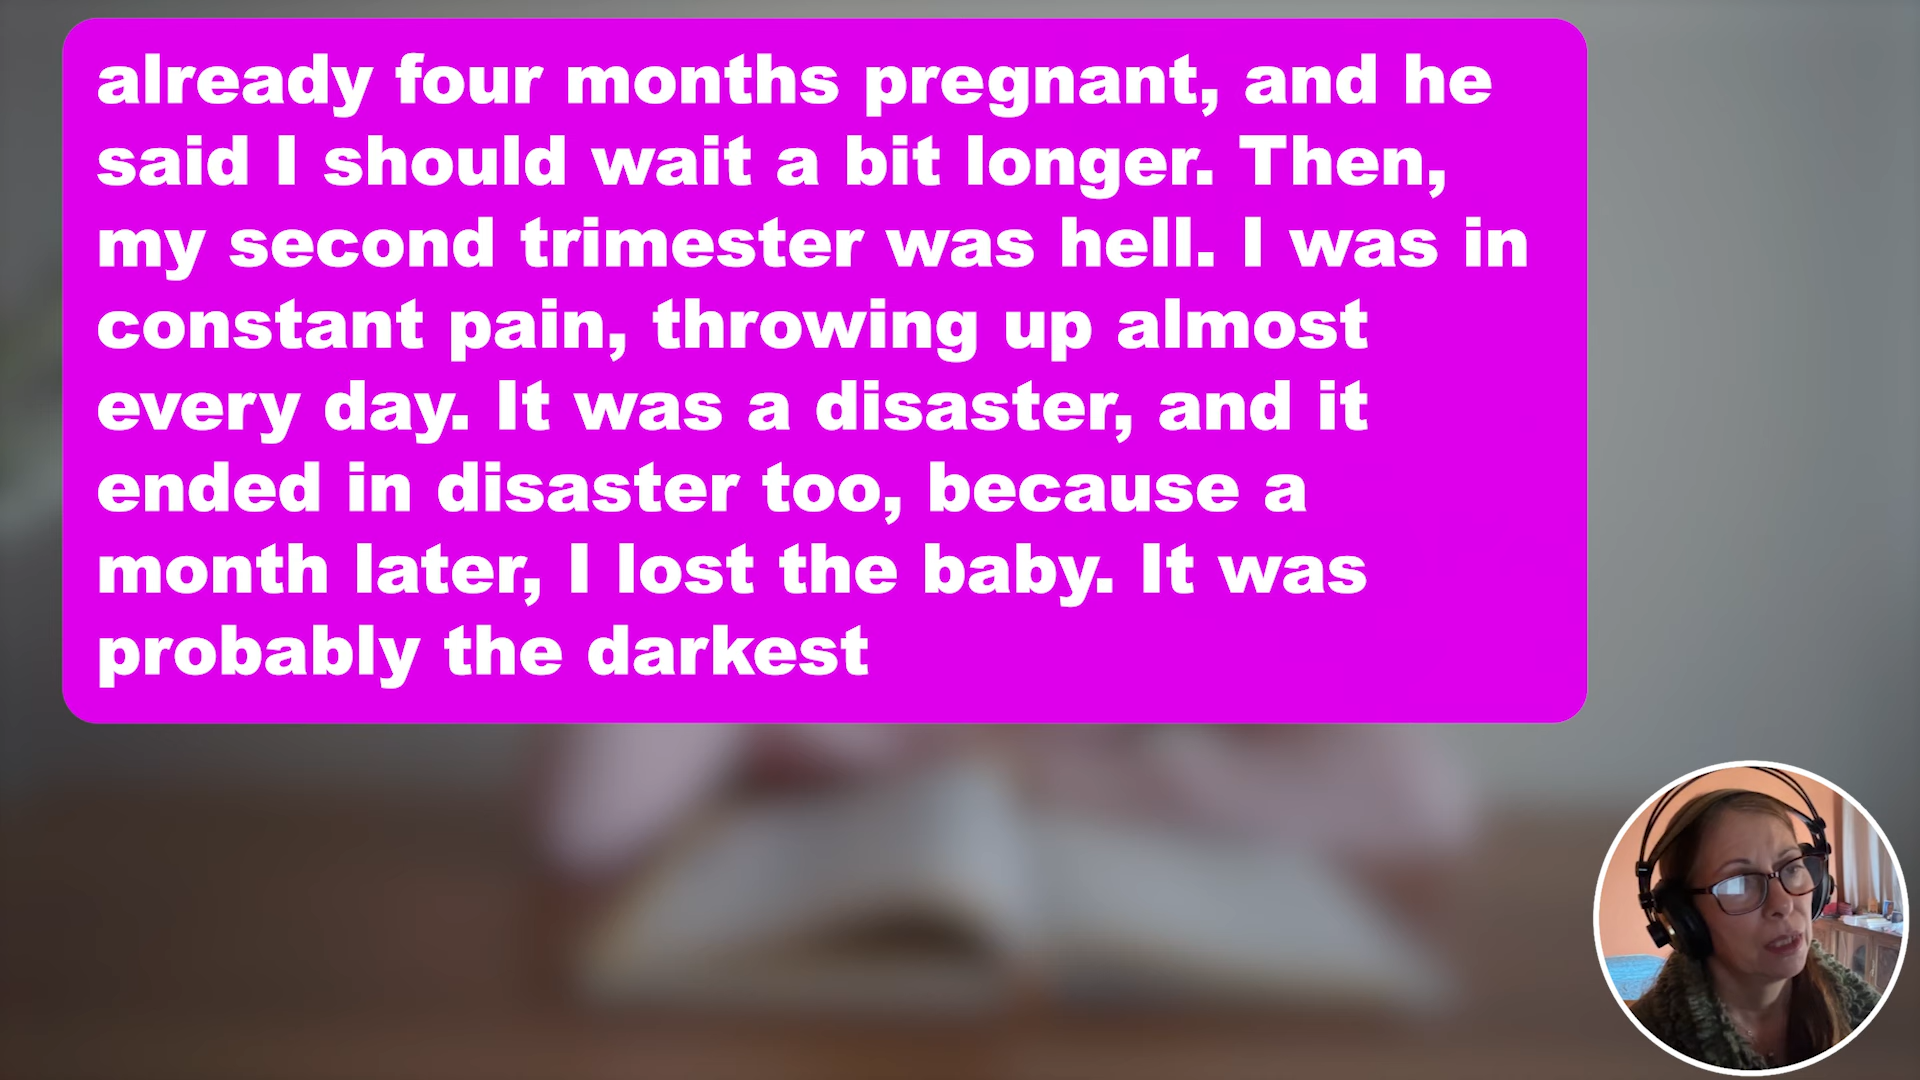 already four months pregnant, and he
said I should wait a bit longer. Then,
my second trimester was hell. I was in
constant pain, throwing up almost
every day. It was a disaster, and it
ended in disaster too, because a
month later, I lost the baby. It was
probably the darkest